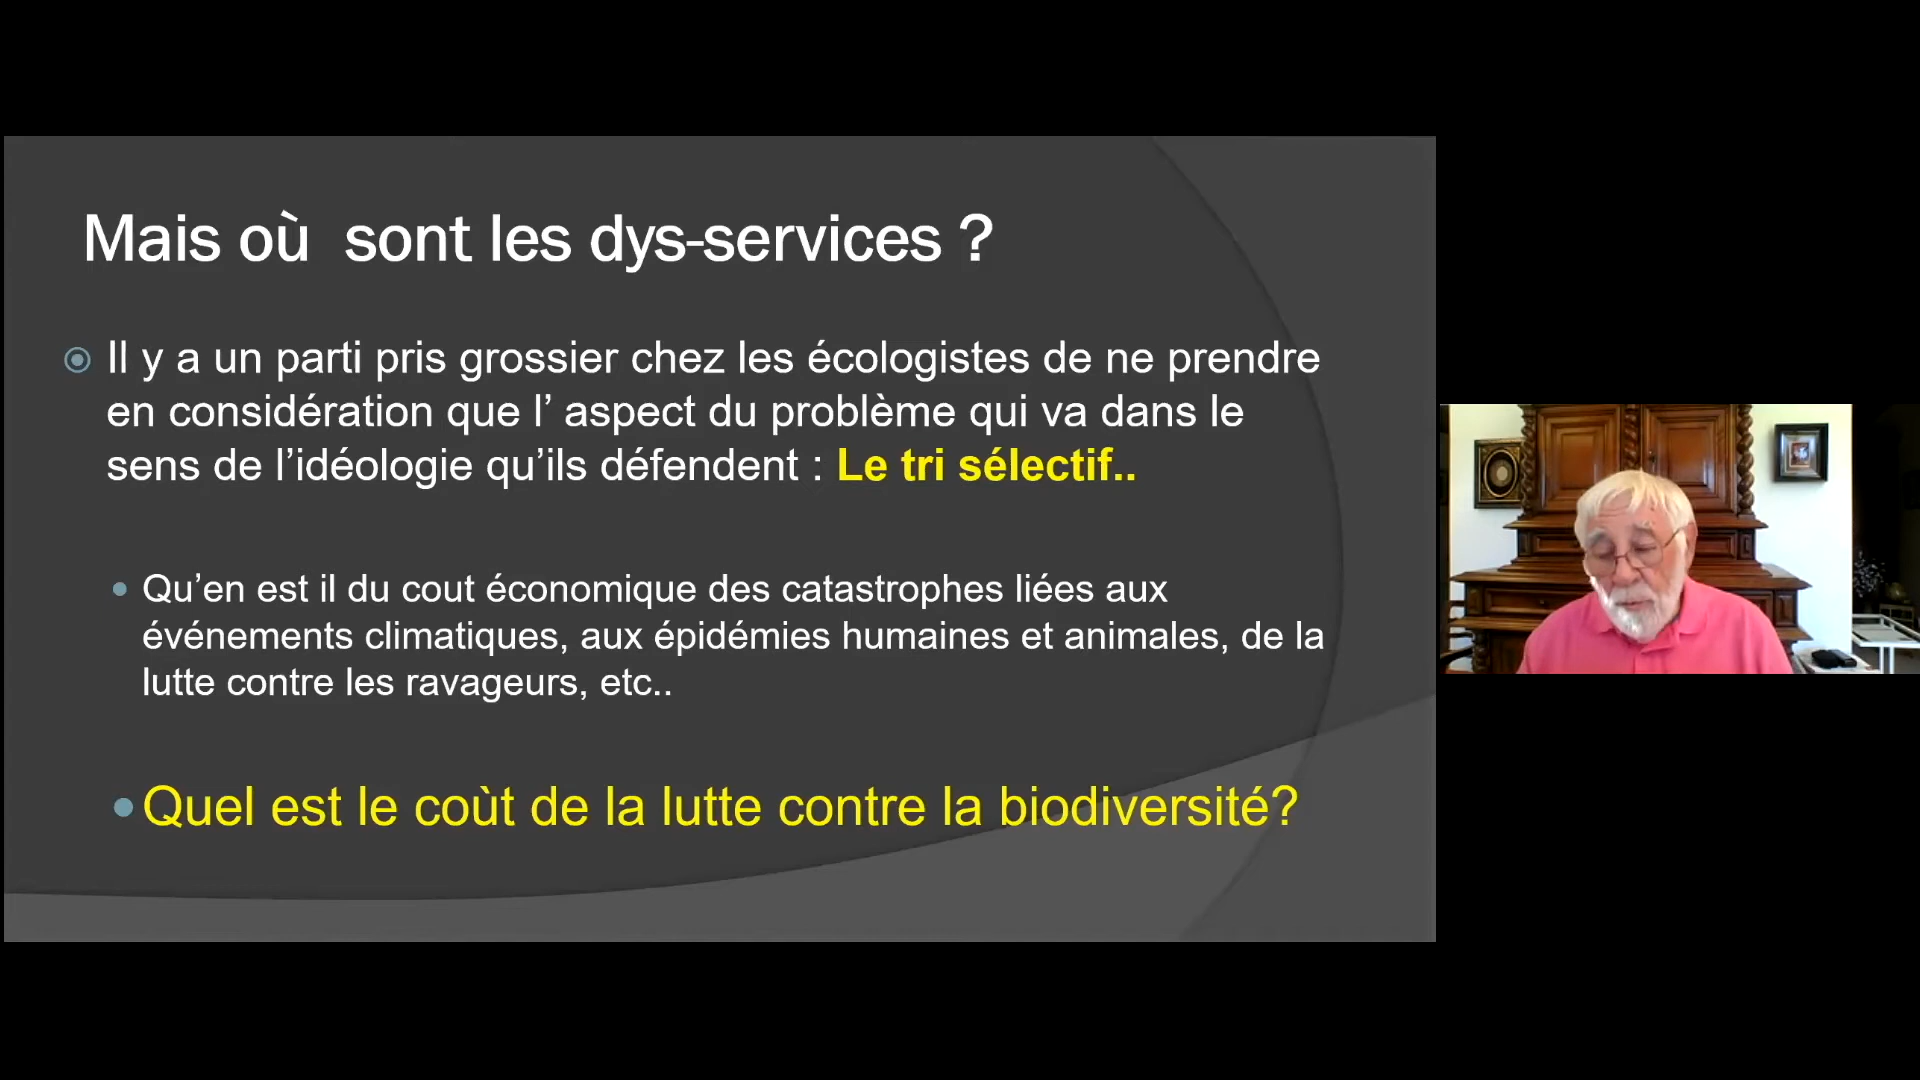 Mais où  sont les dys-services ?
Il y a un parti pris grossier chez les écologistes de ne prendre
en considération que l’ aspect du problème qui va dans le
sens de l’idéologie qu’ils défendent : Le tri sélectif..
Qu’en est il du cout économique des catastrophes liées aux
événements climatiques, aux épidémies humaines et animales, de la
lutte contre les ravageurs, etc..
Quel est le coùt de la lutte contre la biodiversité?